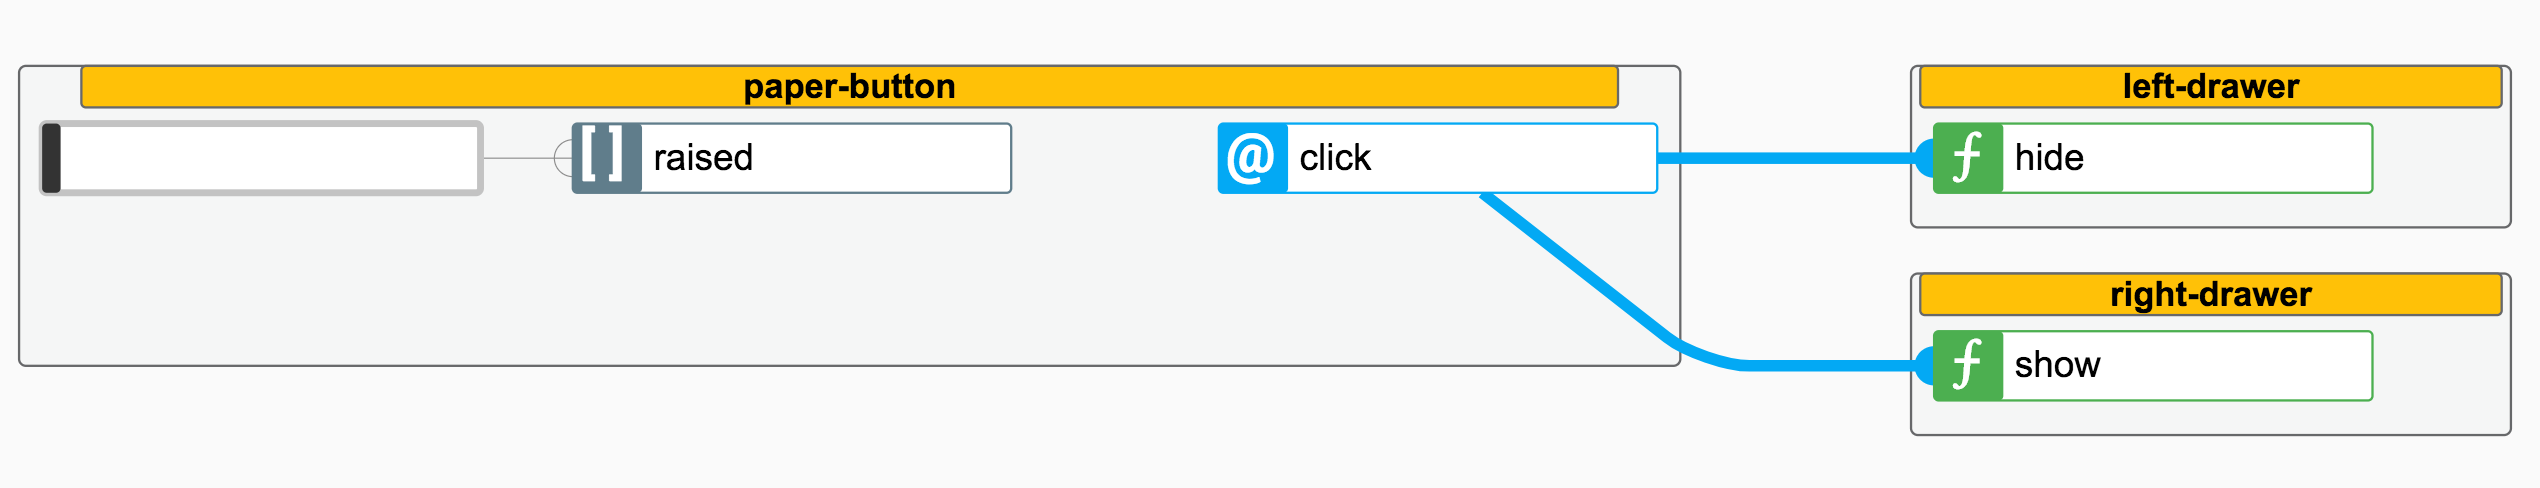 paper-button
[] raised
@ click
left-drawer
ƒ hide
right-drawer
ƒ show